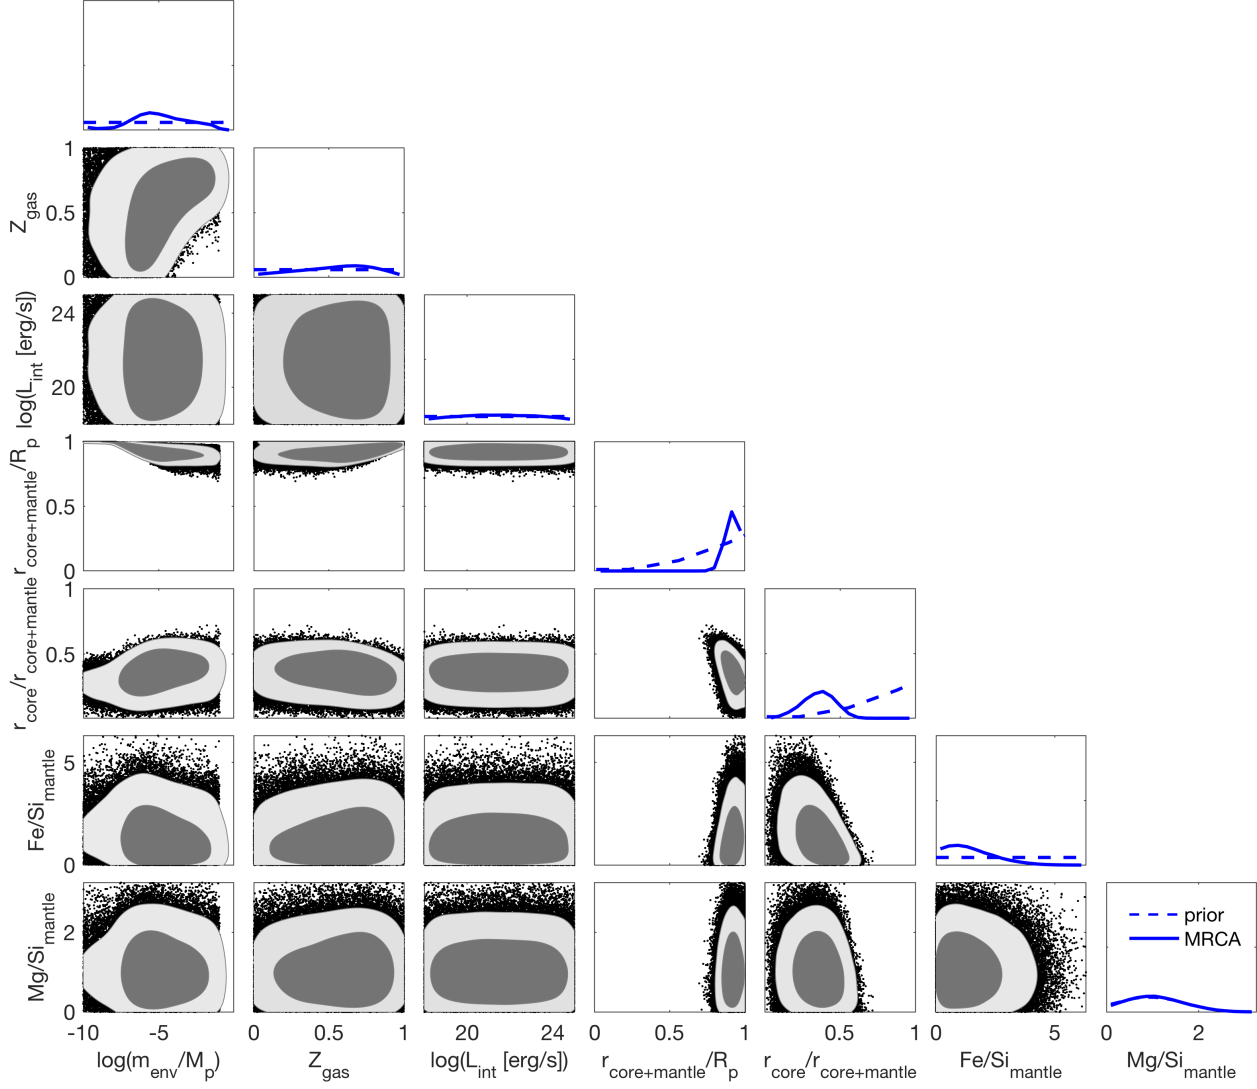 1
Z_gas
0.5
0
24
log(L_int [erg/s])
20
1
r_core+mantle/R_p
0.5
0
1
r_core/r_core+mantle
0.5
5
Fe/Si_mantle
0
prior
MRCA
2
Mg/Si_mantle
0
-10 -5 0 0.5 1 20 24 0 0.5 1 0.5 1 0 5 0 2
log(m_env/M_p) Z_gas log(L_int [erg/s]) r_core+mantle/R_p r_core/r_core+mantle Fe/Si_mantle Mg/Si_mantle